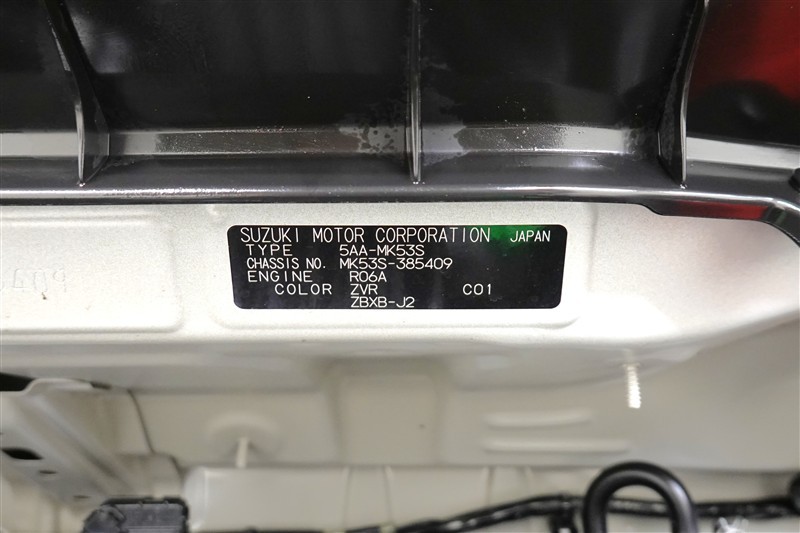 SUZUKI MOTOR CORPORATION JAPAN
TYPE 5AA-MK53S
CHASSIS NO. MK53S-385409
ENGINE R06A
COLOR ZVR C01
ZBXB-J2